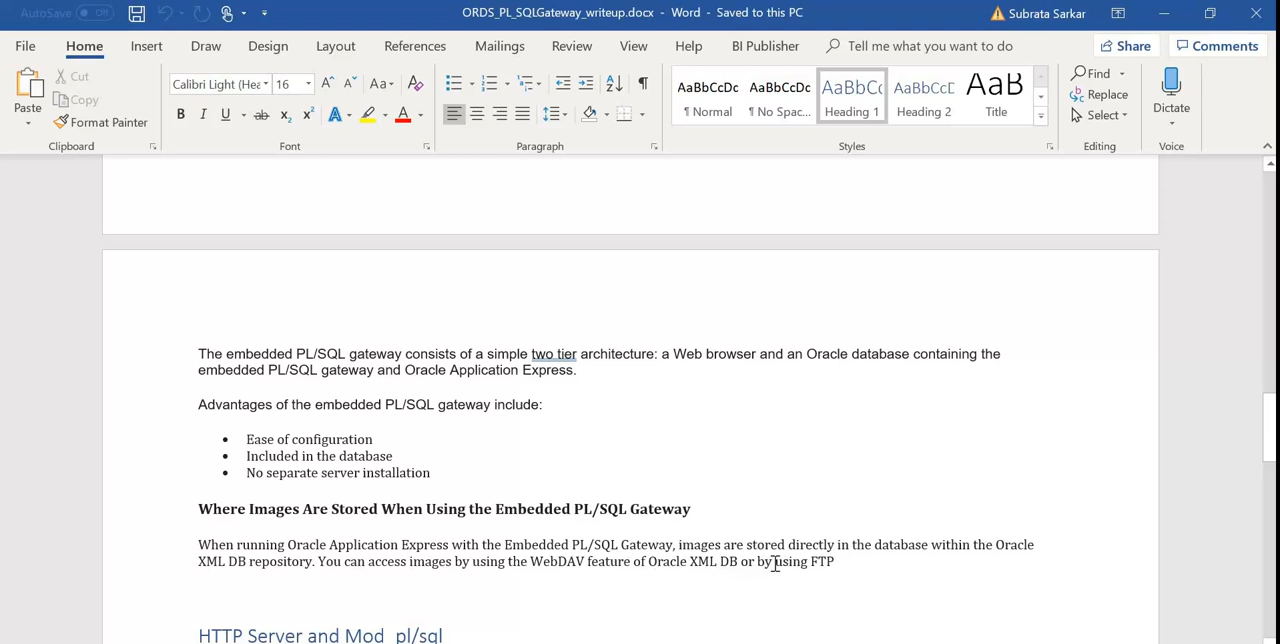 AutoSave Off ORDS_PL_SQLGateway_writeup.docx - Word - Saved to this PC Subrata Sarkar
File Home Insert Draw Design Layout References Mailings Review View Help BI Publisher Tell me what you want to do Share Comments
Paste
Cut
Copy
Format Painter
Clipboard
Calibri Light (Hea 16
Font
Paragraph
AaBbCcDc AaBbCcDc AaBbCc AaBbCcD AaB
¶ Normal ¶ No Spac... Heading 1 Heading 2 Title
Styles
Find
Replace
Select
Editing
Dictate
Voice
The embedded PL/SQL gateway consists of a simple two tier architecture: a Web browser and an Oracle database containing the
embedded PL/SQL gateway and Oracle Application Express.
Advantages of the embedded PL/SQL gateway include:
• Ease of configuration
• Included in the database
• No separate server installation
Where Images Are Stored When Using the Embedded PL/SQL Gateway
When running Oracle Application Express with the Embedded PL/SQL Gateway, images are stored directly in the database within the Oracle
XML DB repository. You can access images by using the WebDAV feature of Oracle XML DB or by using FTP
HTTP Server and Mod_pl/sql